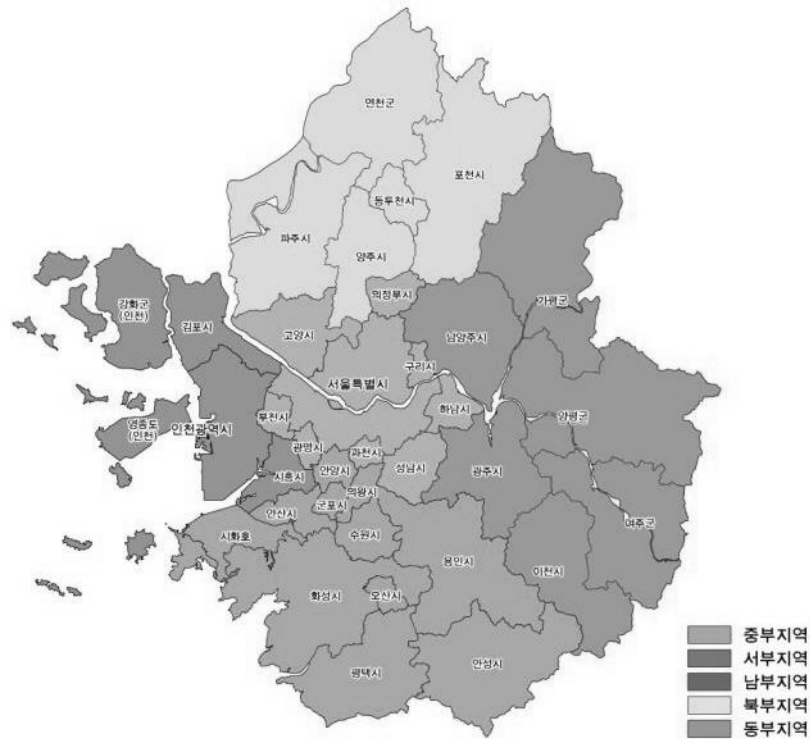 연천군
포천시
동두천시
파주시
양주시
의정부시
가평군
강화군
(인천)
김포시
고양시
남양주시
구리시
서울특별시
하남시
부천시
영종도
(인천)
인천광역시
양평군
광명시
과천시
시흥시
안양시
성남시
광주시
의왕시
군포시
안산시
여주군
시화호
수원시
용인시
이천시
화성시
오산시
평택시
안성시
중부지역
서부지역
남부지역
북부지역
동부지역